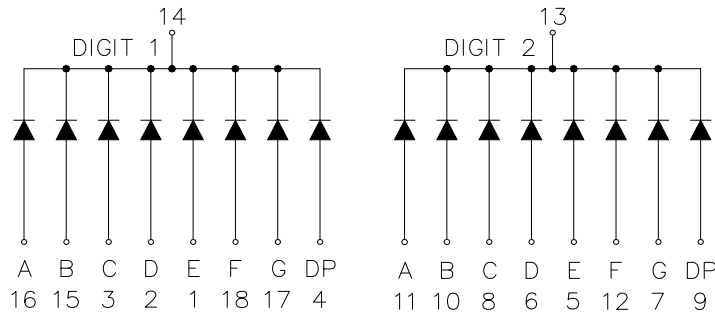 14
DIGIT 1
13
DIGIT 2
A B C D E F G DP
16 15 3 2 1 18 17 4
A B C D E F G DP
11 10 8 6 5 12 7 9